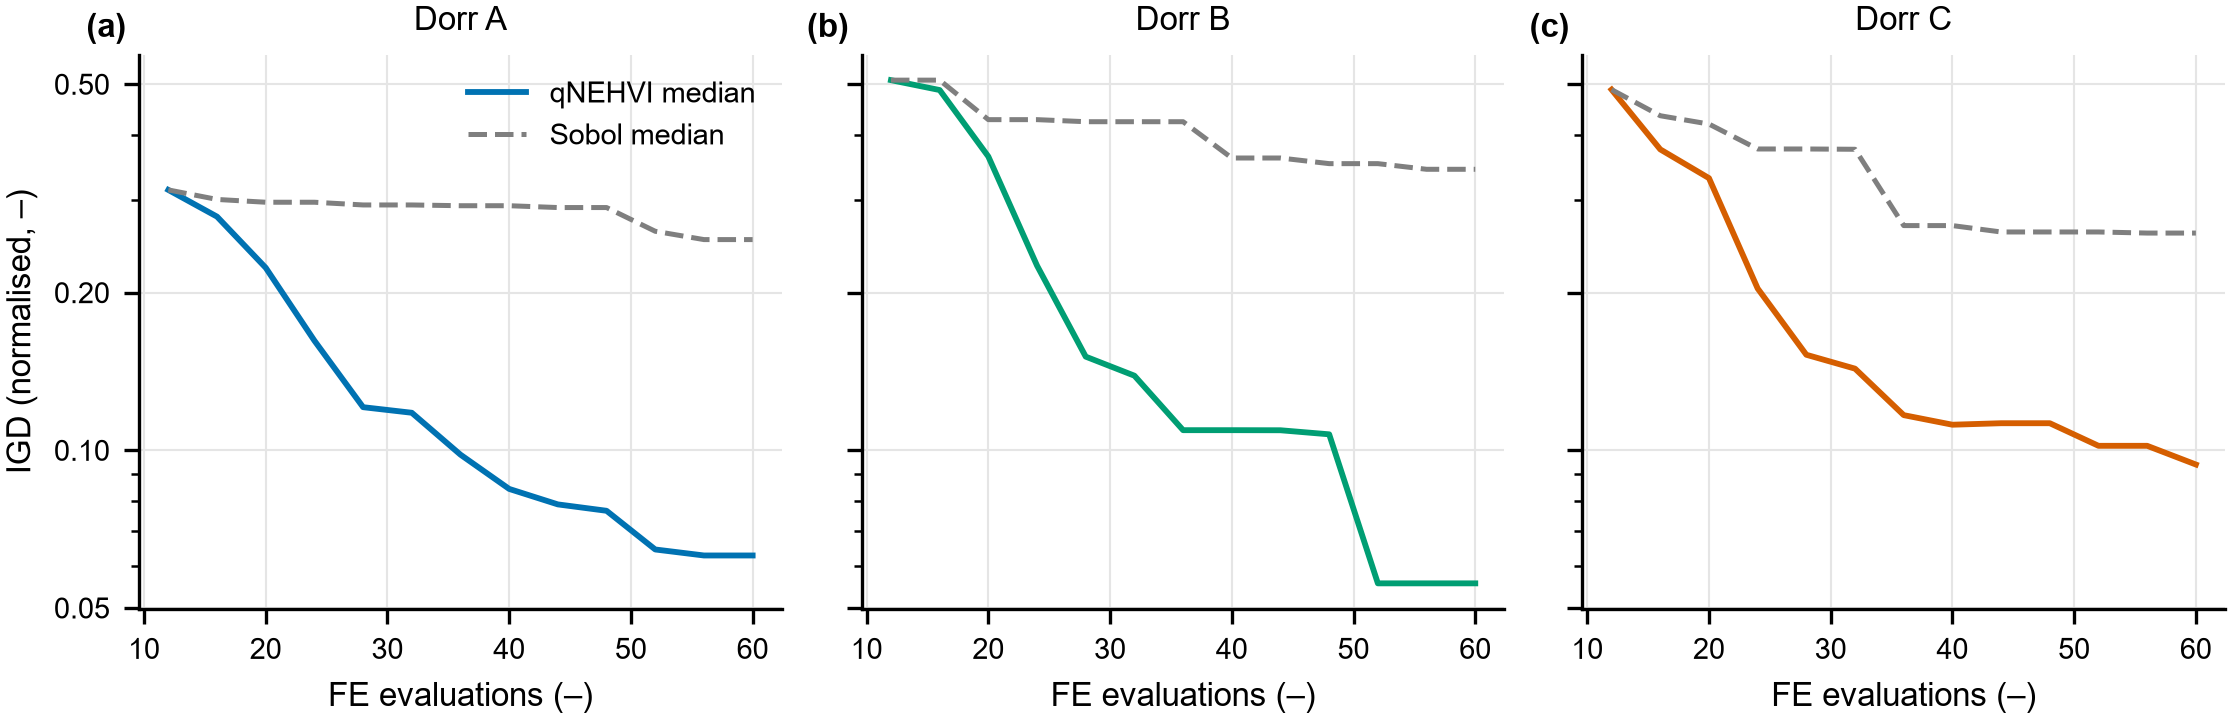 (a) Dorr A
(b) Dorr B
(c) Dorr C
qNEHVI median
Sobol median
IGD (normalised, –)
0.50
0.20
0.10
0.05
10 20 30 40 50 60
10 20 30 40 50 60
10 20 30 40 50 60
FE evaluations (–)
FE evaluations (–)
FE evaluations (–)